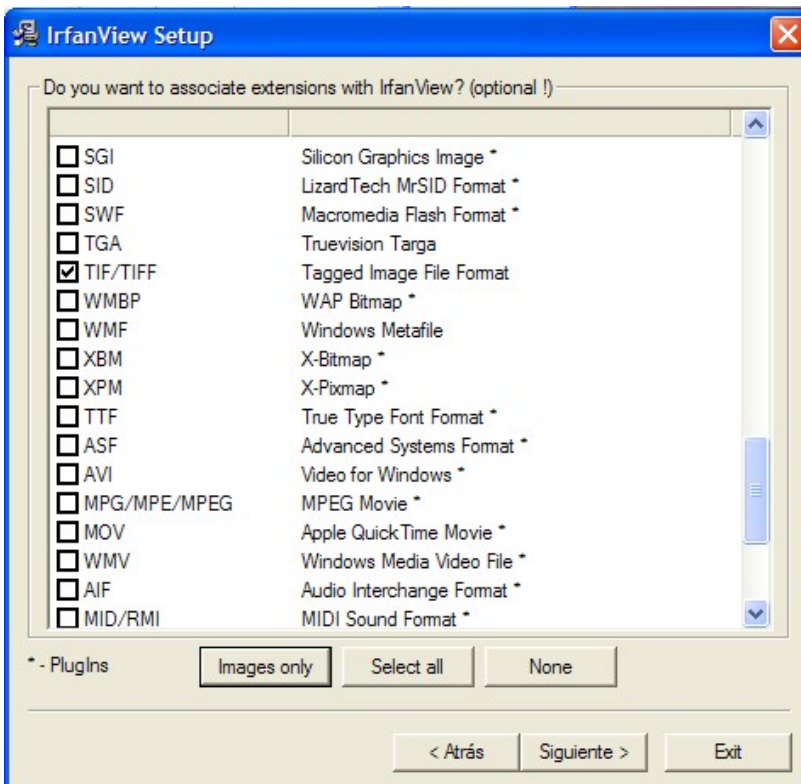 IrfanView Setup
Do you want to associate extensions with IrfanView? (optional !)
SGI Silicon Graphics Image *
SID LizardTech MrSID Format *
SWF Macromedia Flash Format *
TGA Truevision Targa
TIF/TIFF Tagged Image File Format
WMBP WAP Bitmap *
WMF Windows Metafile
XBM X-Bitmap *
XPM X-Pixmap *
TTF True Type Font Format *
ASF Advanced Systems Format *
AVI Video for Windows *
MPG/MPE/MPEG MPEG Movie *
MOV Apple QuickTime Movie *
WMV Windows Media Video File *
AIF Audio Interchange Format *
MID/RMI MIDI Sound Format *
* - PlugIns Images only Select all None
< Atrás Siguiente > Exit